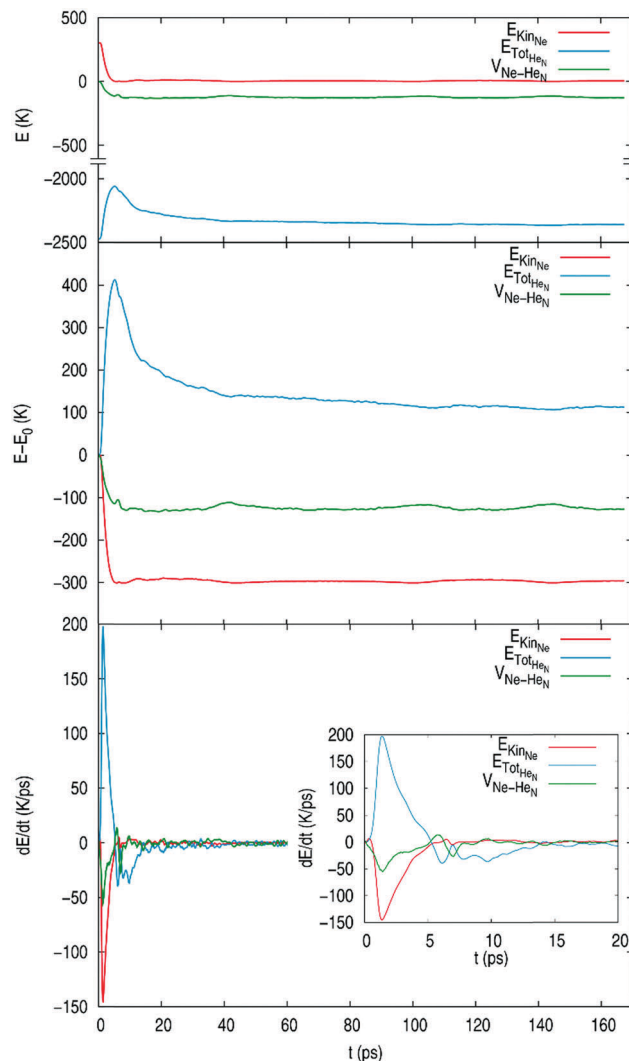 500
0
−500
−2000
−2500
E (K)
E_Kin_Ne
E_Tot_He_N
V_Ne−He_N
400
300
200
100
0
−100
−200
−300
E−E_0 (K)
E_Kin_Ne
E_Tot_He_N
V_Ne−He_N
200
150
100
50
0
−50
−100
−150
dE/dt (K/ps)
E_Kin_Ne
E_Tot_He_N
V_Ne−He_N
200
150
100
50
0
−50
−100
−150
dE/dt (K/ps)
E_Kin_Ne
E_Tot_He_N
V_Ne−He_N
0 5 10 15 20
t (ps)
0 20 40 60 80 100 120 140 160
t (ps)